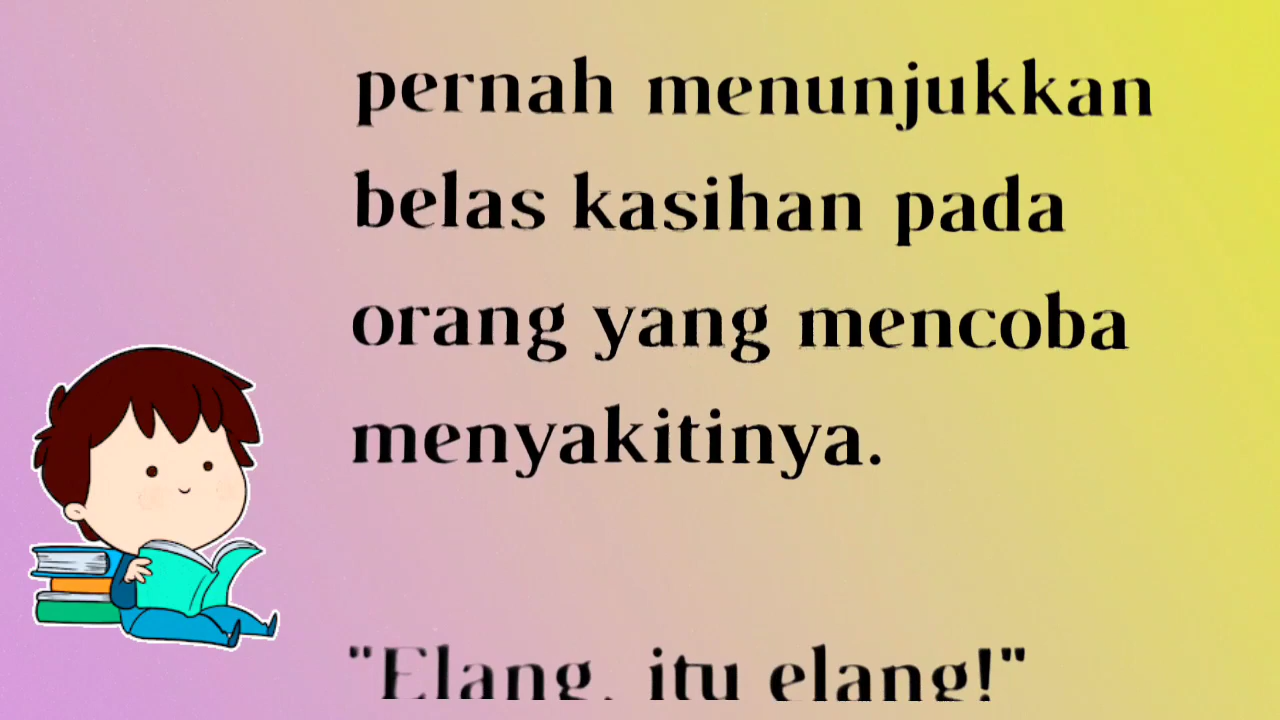 pernah menunjukkan
belas kasihan pada
orang yang mencoba
menyakitinya.
"Elang, itu elang!"